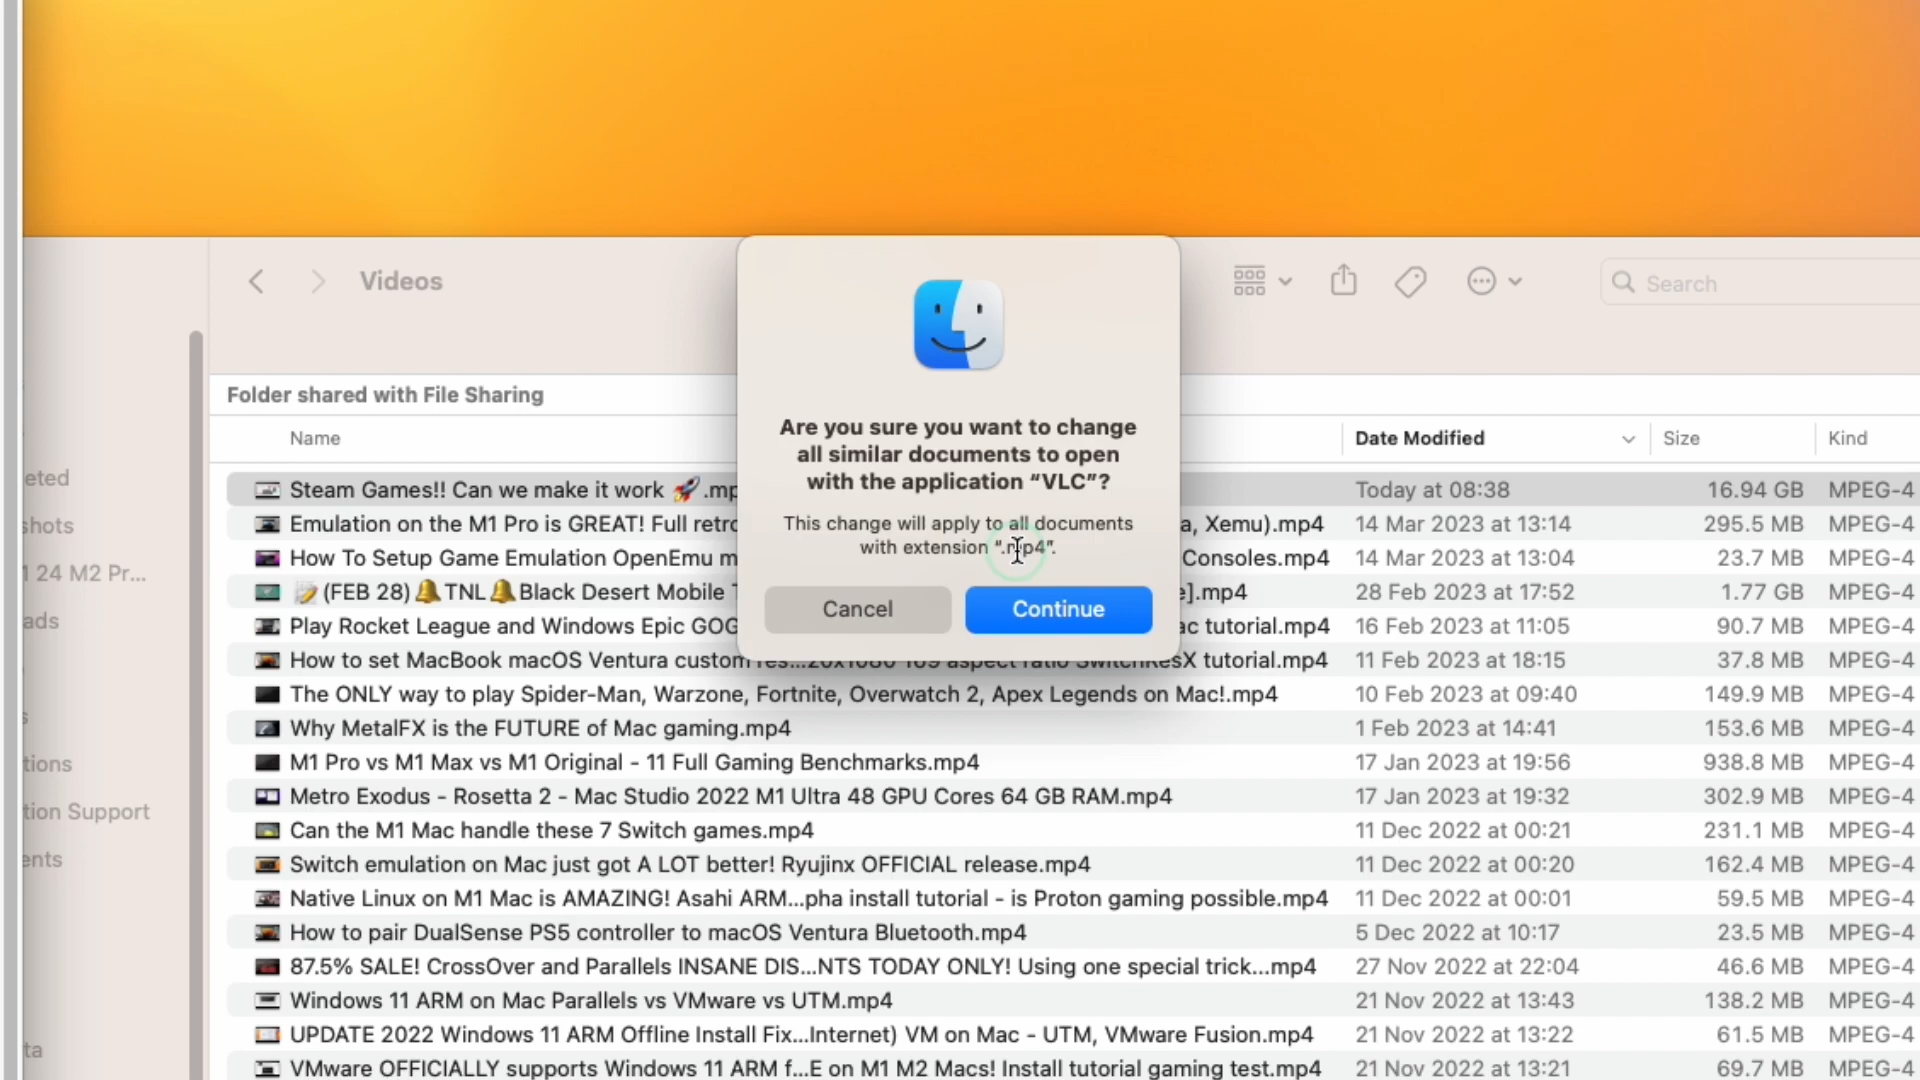 Videos
Search
Are you sure you want to change
all similar documents to open
with the application “VLC”?
This change will apply to all documents
with extension “.mp4”.
Cancel
Continue
Folder shared with File Sharing
Name Date Modified Size Kind
Steam Games!! Can we make it work 🚀.mp Today at 08:38 16.94 GB MPEG-4
Emulation on the M1 Pro is GREAT! Full retro a, Xemu).mp4 14 Mar 2023 at 13:14 295.5 MB MPEG-4
How To Setup Game Emulation OpenEmu m Consoles.mp4 14 Mar 2023 at 13:04 23.7 MB MPEG-4
📝 (FEB 28)🔔TNL🔔Black Desert Mobile e].mp4 28 Feb 2023 at 17:52 1.77 GB MPEG-4
Play Rocket League and Windows Epic GOG ac tutorial.mp4 16 Feb 2023 at 11:05 90.7 MB MPEG-4
How to set MacBook macOS Ventura custom SwitchResX tutorial.mp4 11 Feb 2023 at 18:15 37.8 MB MPEG-4
The ONLY way to play Spider-Man, Warzone, Fortnite, Overwatch 2, Apex Legends on Mac!.mp4 10 Feb 2023 at 09:40 149.9 MB MPEG-4
Why MetalFX is the FUTURE of Mac gaming.mp4 1 Feb 2023 at 14:41 153.6 MB MPEG-4
M1 Pro vs M1 Max vs M1 Original - 11 Full Gaming Benchmarks.mp4 17 Jan 2023 at 19:56 938.8 MB MPEG-4
Metro Exodus - Rosetta 2 - Mac Studio 2022 M1 Ultra 48 GPU Cores 64 GB RAM.mp4 17 Jan 2023 at 19:32 302.9 MB MPEG-4
Can the M1 Mac handle these 7 Switch games.mp4 11 Dec 2022 at 00:21 231.1 MB MPEG-4
Switch emulation on Mac just got A LOT better! Ryujinx OFFICIAL release.mp4 11 Dec 2022 at 00:20 162.4 MB MPEG-4
Native Linux on M1 Mac is AMAZING! Asahi ARM...pha install tutorial - is Proton gaming possible.mp4 11 Dec 2022 at 00:01 59.5 MB MPEG-4
How to pair DualSense PS5 controller to macOS Ventura Bluetooth.mp4 5 Dec 2022 at 10:17 23.5 MB MPEG-4
87.5% SALE! CrossOver and Parallels INSANE DIS...NTS TODAY ONLY! Using one special trick...mp4 27 Nov 2022 at 22:04 46.6 MB MPEG-4
Windows 11 ARM on Mac Parallels vs VMware vs UTM.mp4 21 Nov 2022 at 13:43 138.2 MB MPEG-4
UPDATE 2022 Windows 11 ARM Offline Install Fix...Internet) VM on Mac - UTM, VMware Fusion.mp4 21 Nov 2022 at 13:22 61.5 MB MPEG-4
VMware OFFICIALLY supports Windows 11 ARM f...E on M1 M2 Macs! Install tutorial gaming test.mp4 21 Nov 2022 at 13:21 69.7 MB MPEG-4
eted
shots
24 M2 Pr...
ads
tions
tion Support
ents
ta